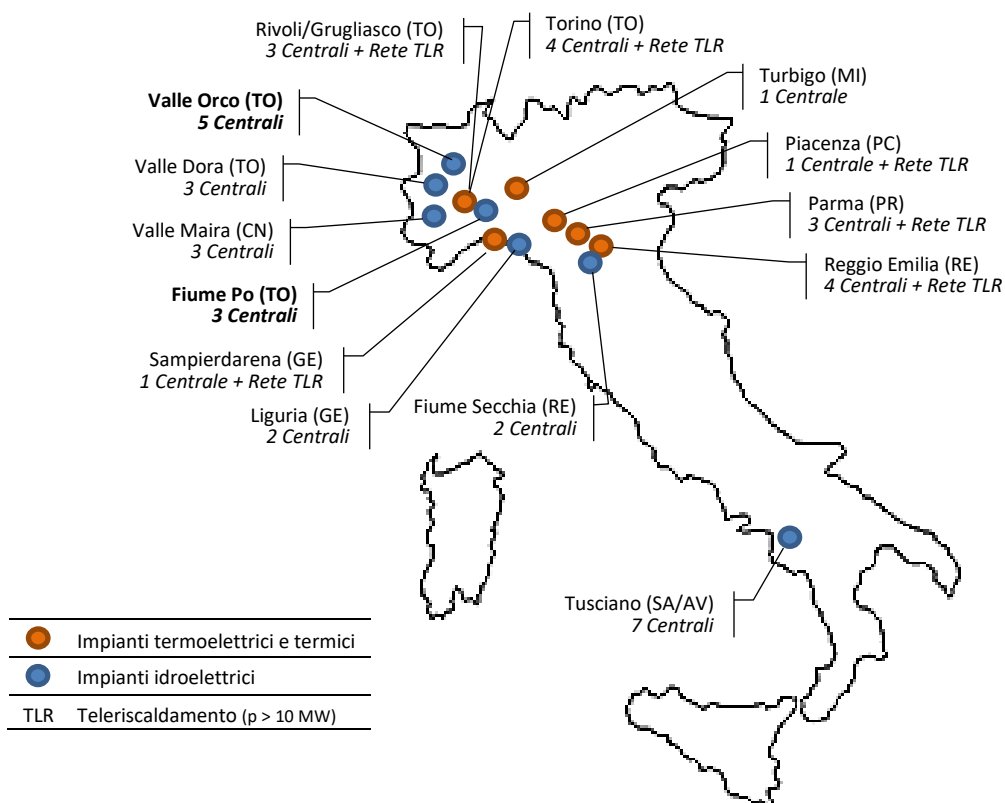 Rivoli/Grugliasco (TO)
3 Centrali + Rete TLR
Torino (TO)
4 Centrali + Rete TLR
Turbigo (MI)
1 Centrale
Valle Orco (TO)
5 Centrali
Piacenza (PC)
1 Centrale + Rete TLR
Valle Dora (TO)
3 Centrali
Parma (PR)
3 Centrali + Rete TLR
Valle Maira (CN)
3 Centrali
Reggio Emilia (RE)
4 Centrali + Rete TLR
Fiume Po (TO)
3 Centrali
Sampierdarena (GE)
1 Centrale + Rete TLR
Liguria (GE)
2 Centrali
Fiume Secchia (RE)
2 Centrali
Tusciano (SA/AV)
7 Centrali
Impianti termoelettrici e termici
Impianti idroelettrici
TLR Teleriscaldamento (p > 10 MW)